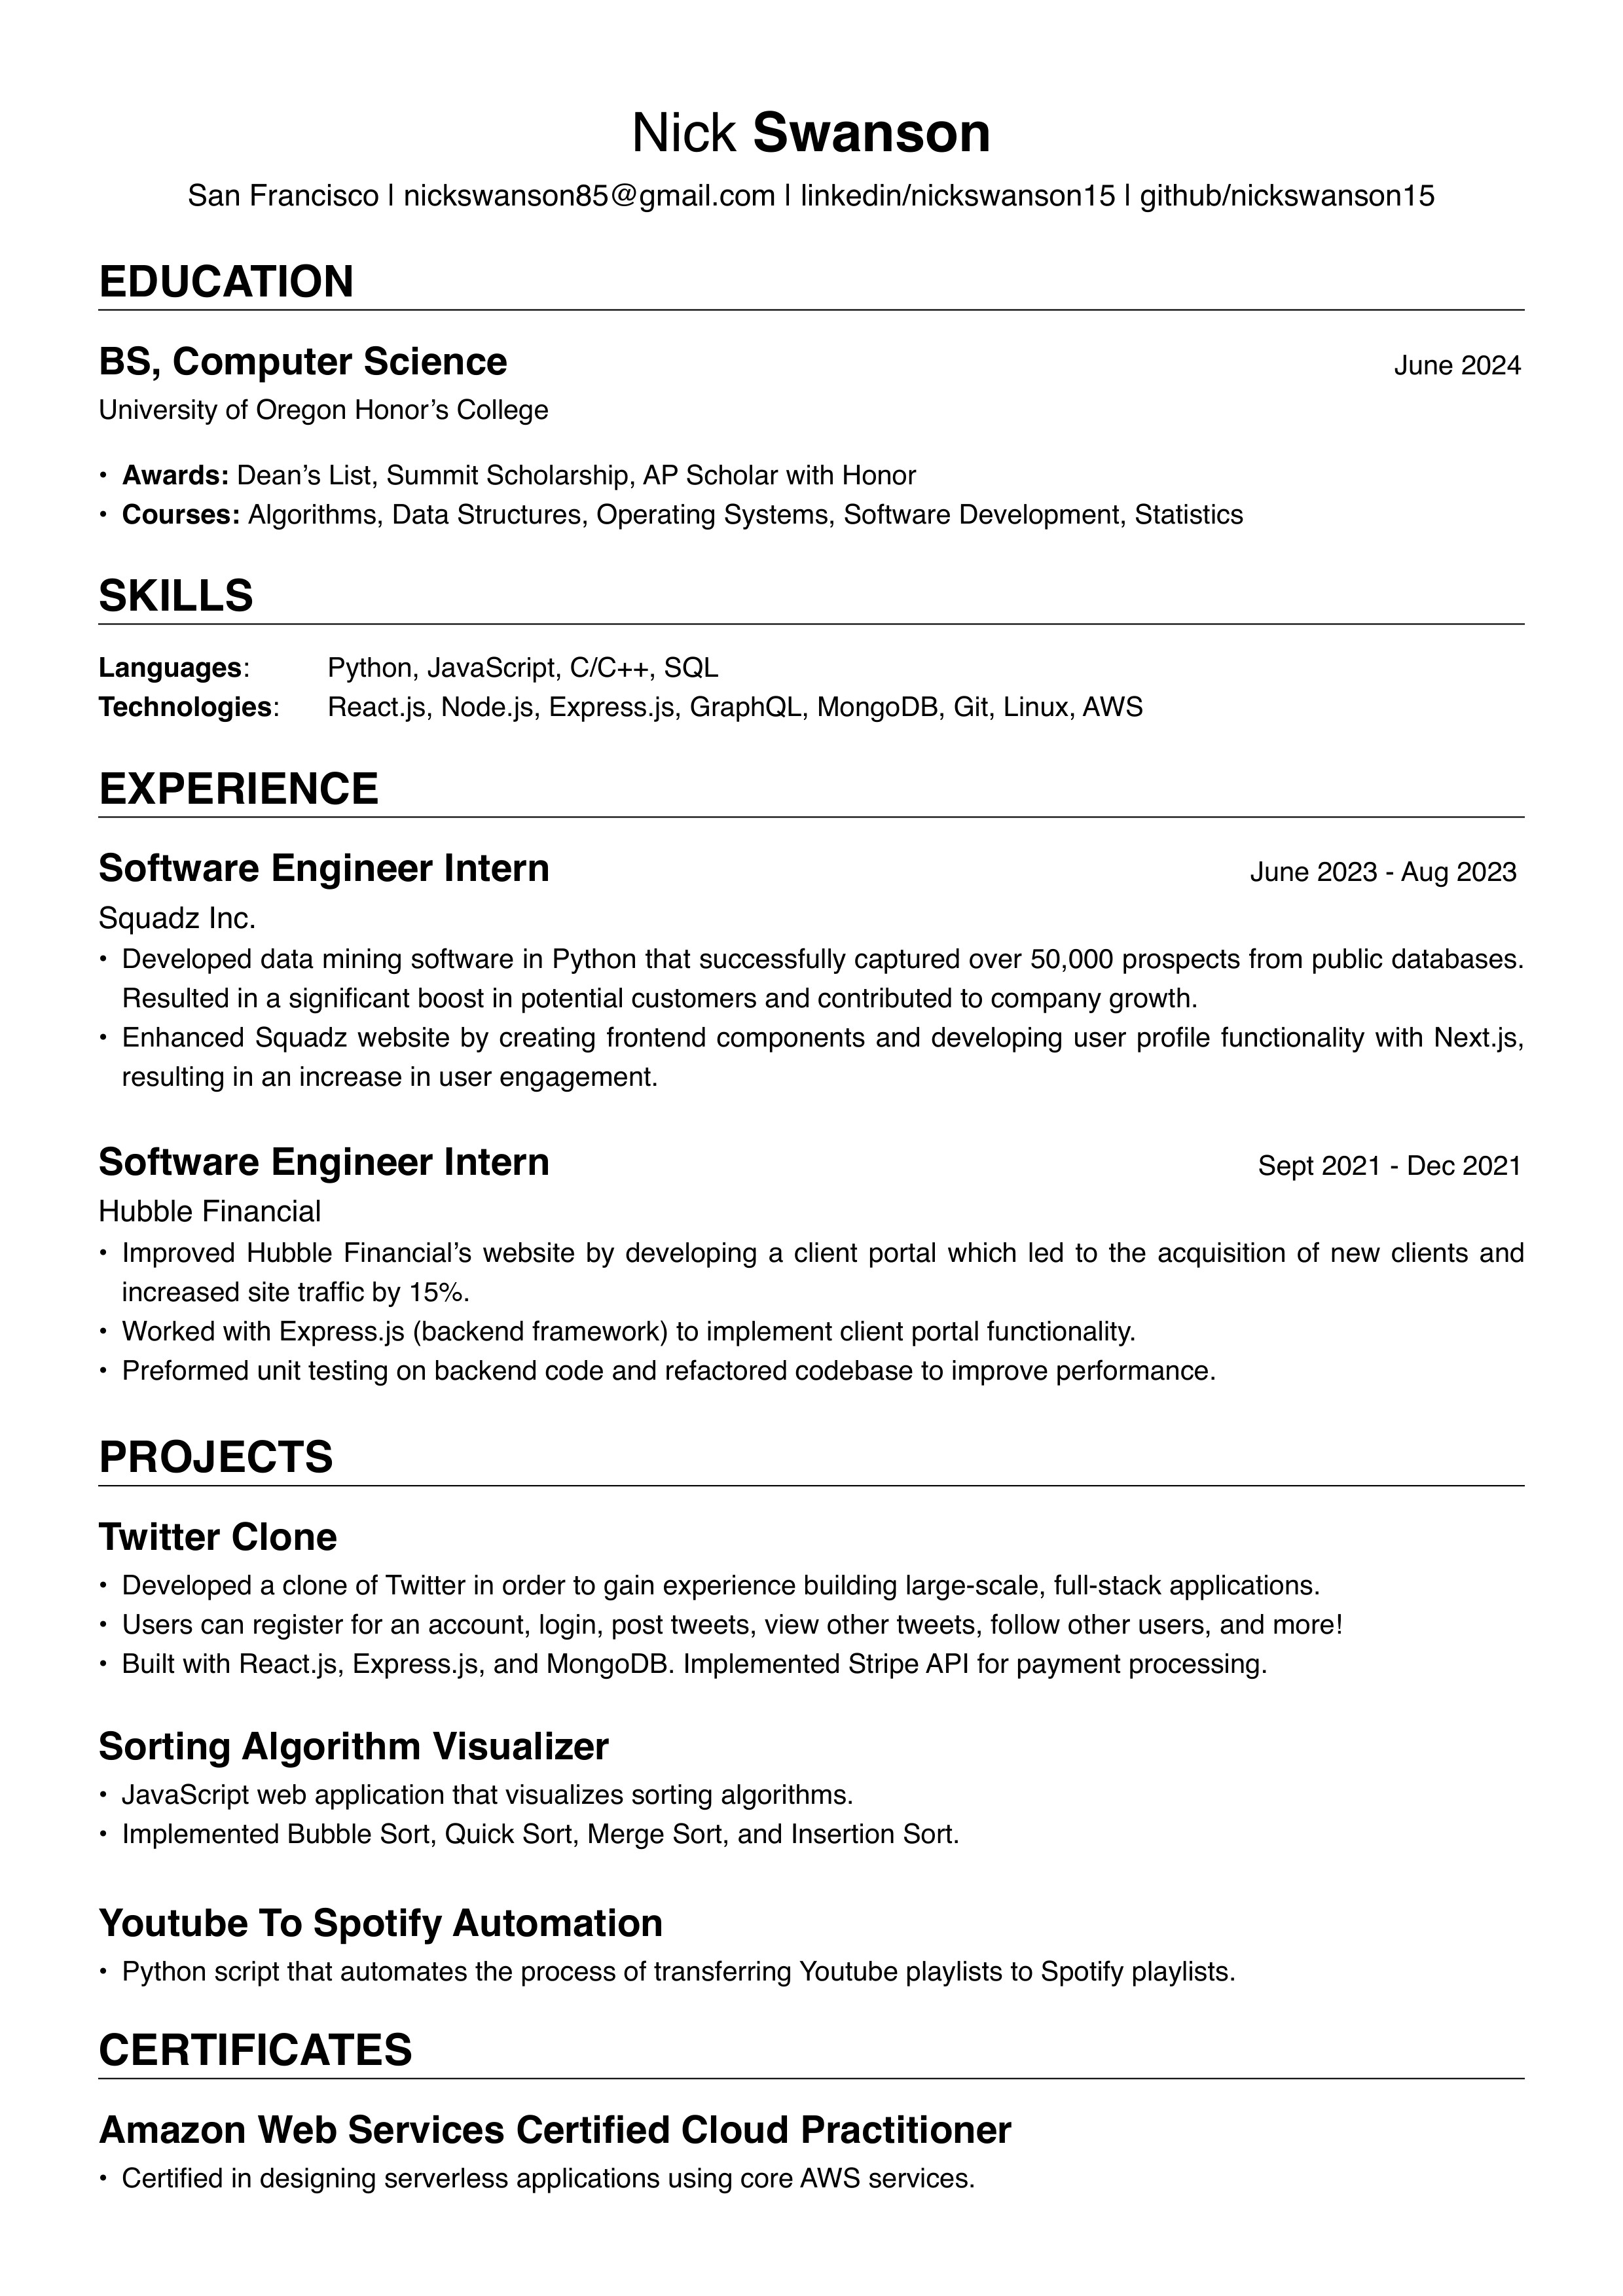 Nick Swanson
San Francisco | nickswanson85@gmail.com | linkedin/nickswanson15 | github/nickswanson15
EDUCATION
BS, Computer Science June 2024
University of Oregon Honor’s College
• Awards: Dean’s List, Summit Scholarship, AP Scholar with Honor
• Courses: Algorithms, Data Structures, Operating Systems, Software Development, Statistics
SKILLS
Languages: Python, JavaScript, C/C++, SQL
Technologies: React.js, Node.js, Express.js, GraphQL, MongoDB, Git, Linux, AWS
EXPERIENCE
Software Engineer Intern June 2023 - Aug 2023
Squadz Inc.
• Developed data mining software in Python that successfully captured over 50,000 prospects from public databases.
Resulted in a significant boost in potential customers and contributed to company growth.
• Enhanced Squadz website by creating frontend components and developing user profile functionality with Next.js,
resulting in an increase in user engagement.
Software Engineer Intern Sept 2021 - Dec 2021
Hubble Financial
• Improved Hubble Financial’s website by developing a client portal which led to the acquisition of new clients and
increased site traffic by 15%.
• Worked with Express.js (backend framework) to implement client portal functionality.
• Preformed unit testing on backend code and refactored codebase to improve performance.
PROJECTS
Twitter Clone
• Developed a clone of Twitter in order to gain experience building large-scale, full-stack applications.
• Users can register for an account, login, post tweets, view other tweets, follow other users, and more!
• Built with React.js, Express.js, and MongoDB. Implemented Stripe API for payment processing.
Sorting Algorithm Visualizer
• JavaScript web application that visualizes sorting algorithms.
• Implemented Bubble Sort, Quick Sort, Merge Sort, and Insertion Sort.
Youtube To Spotify Automation
• Python script that automates the process of transferring Youtube playlists to Spotify playlists.
CERTIFICATES
Amazon Web Services Certified Cloud Practitioner
• Certified in designing serverless applications using core AWS services.